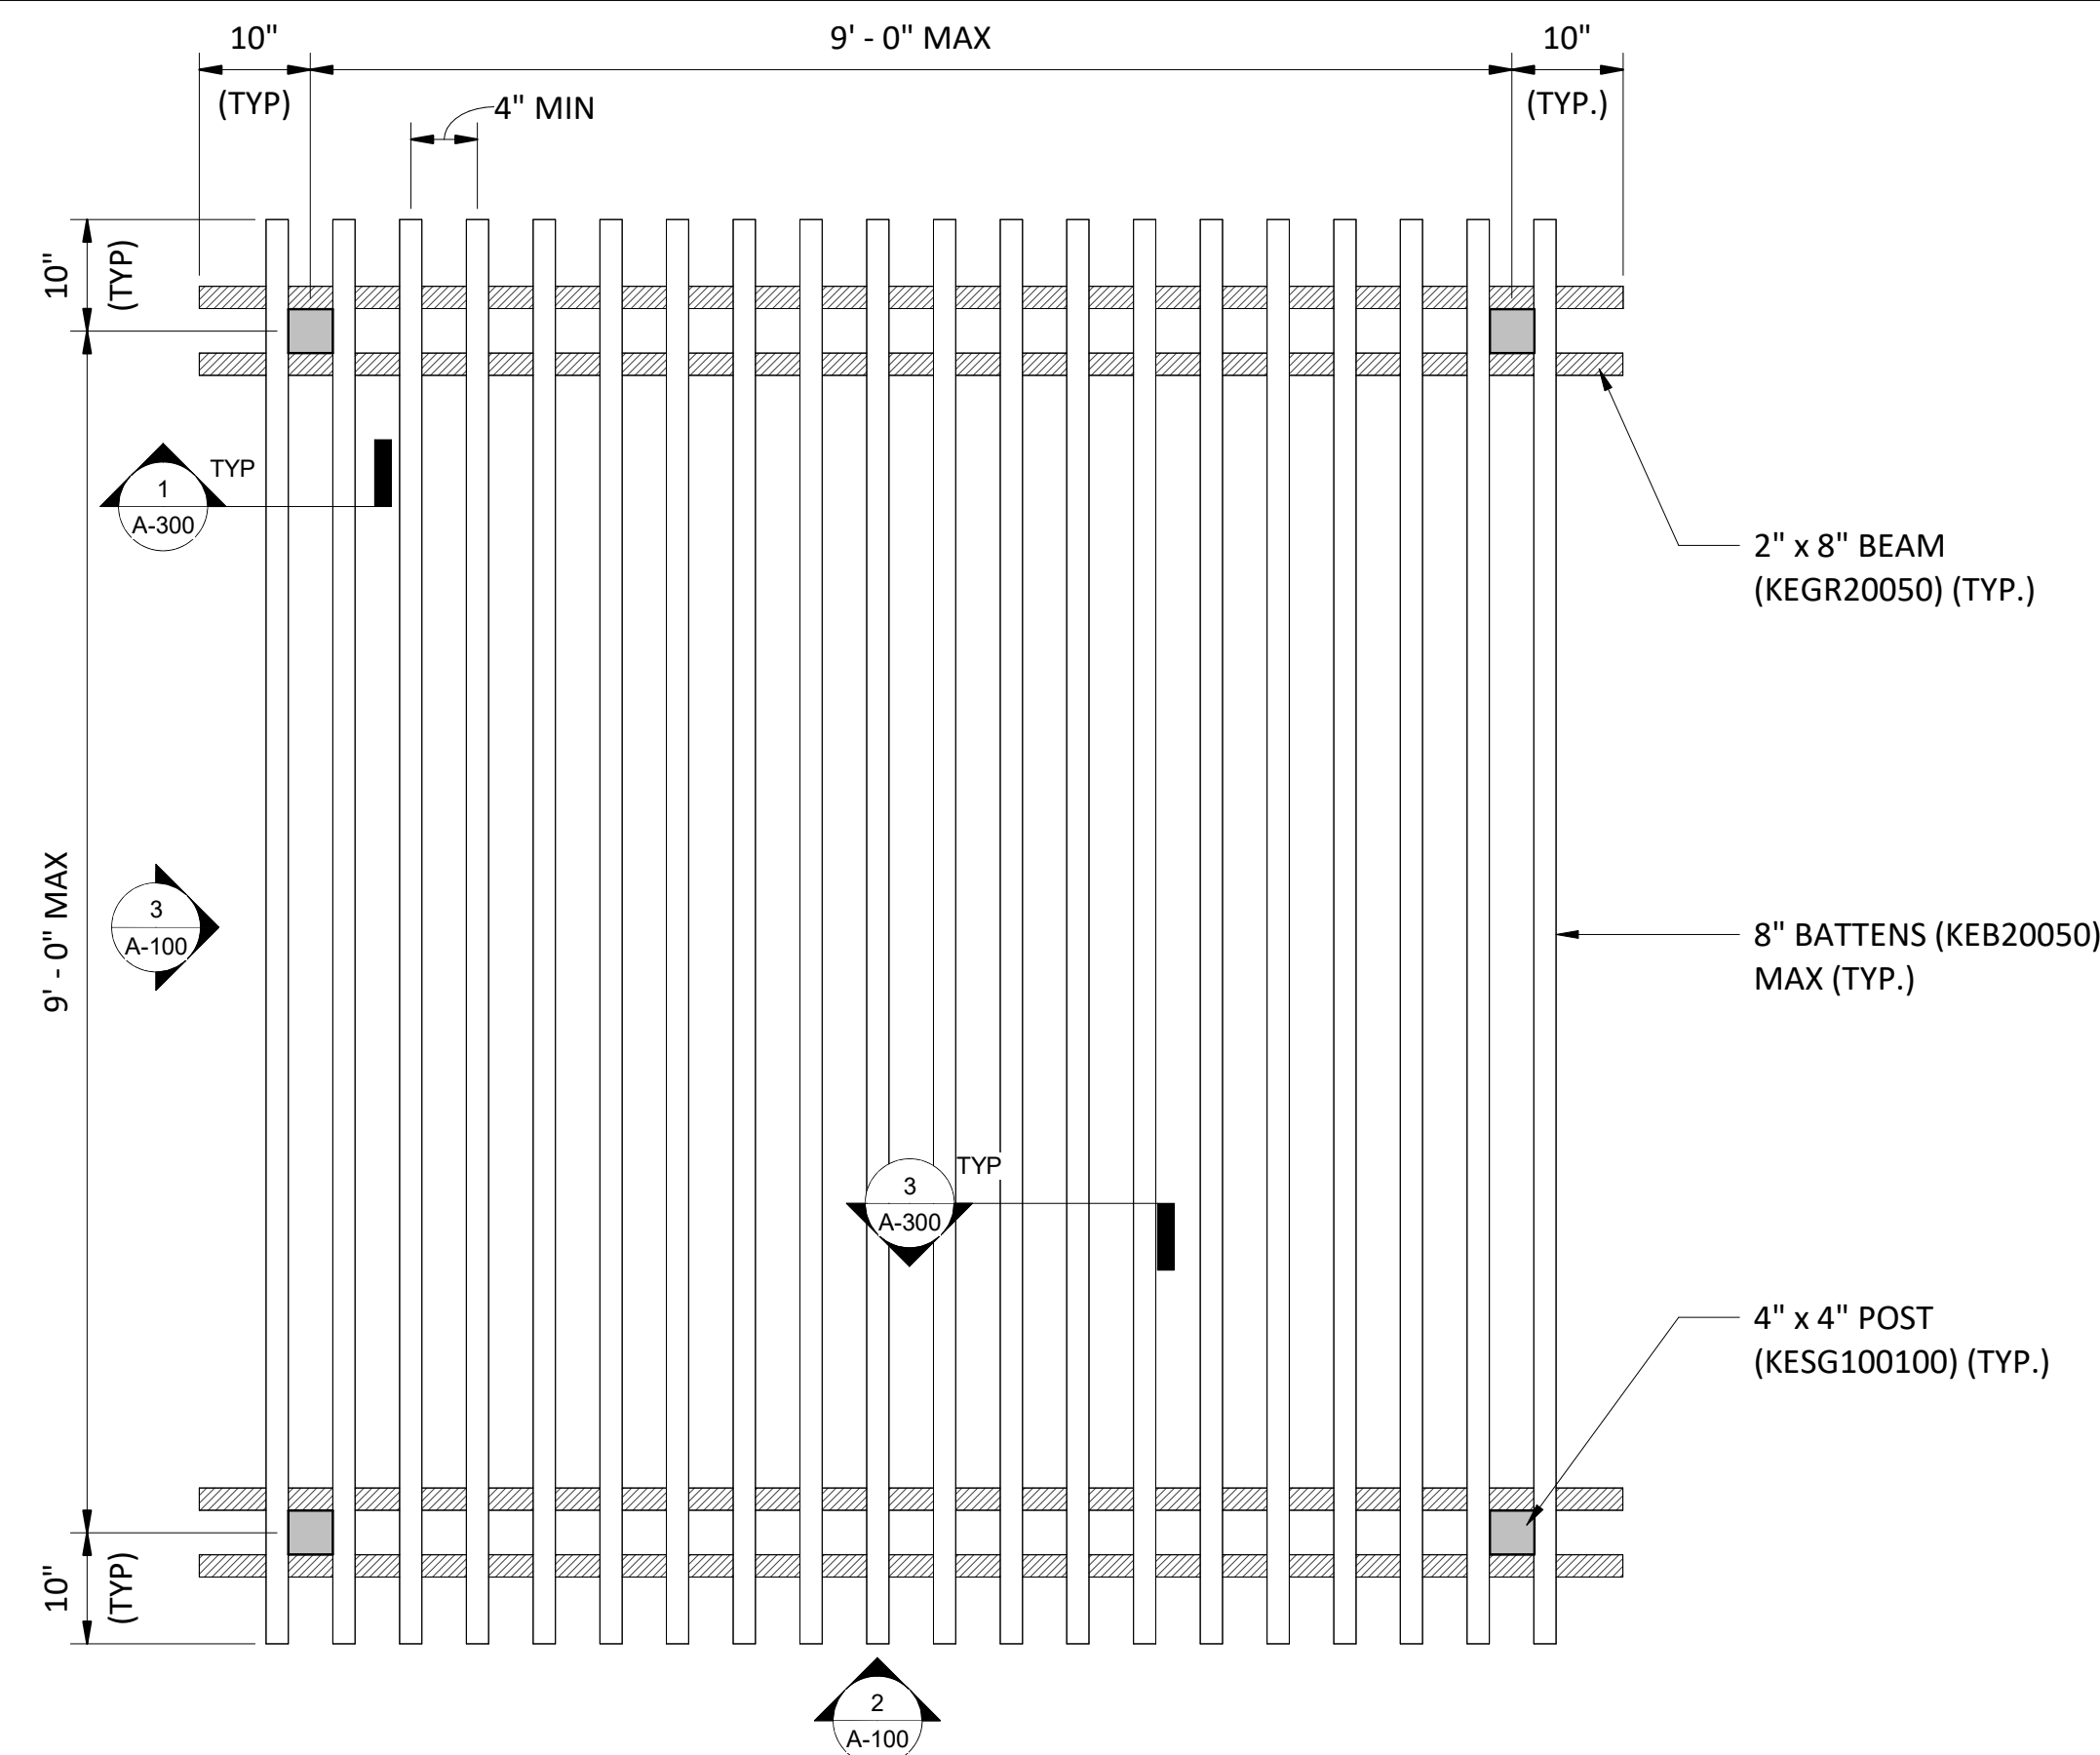 10"
9' - 0" MAX
10"
(TYP)
(TYP.)
4" MIN
10"
(TYP)
1
A-300
TYP
2" x 8" BEAM
(KEGR20050) (TYP.)
9' - 0" MAX
3
A-100
8" BATTENS (KEB20050)
MAX (TYP.)
3
A-300
TYP
4" x 4" POST
(KESG100100) (TYP.)
10"
(TYP)
2
A-100